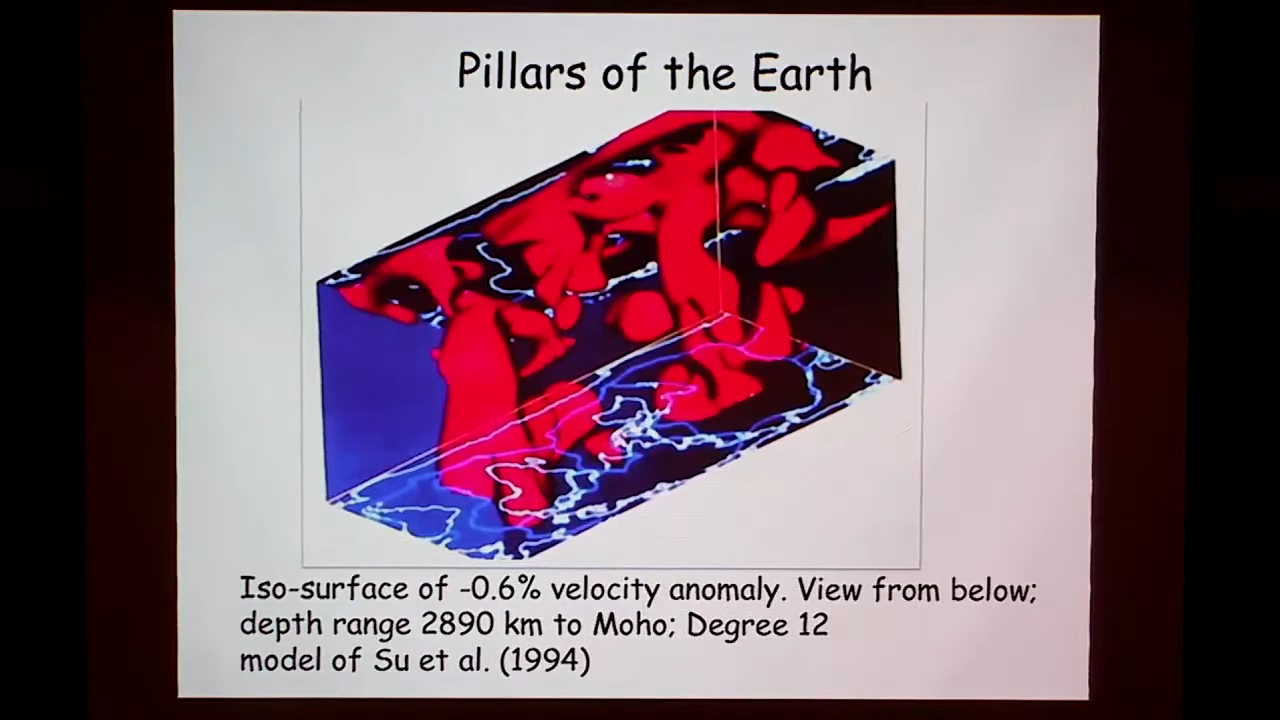 Pillars of the Earth
Iso-surface of -0.6% velocity anomaly. View from below;
depth range 2890 km to Moho; Degree 12
model of Su et al. (1994)